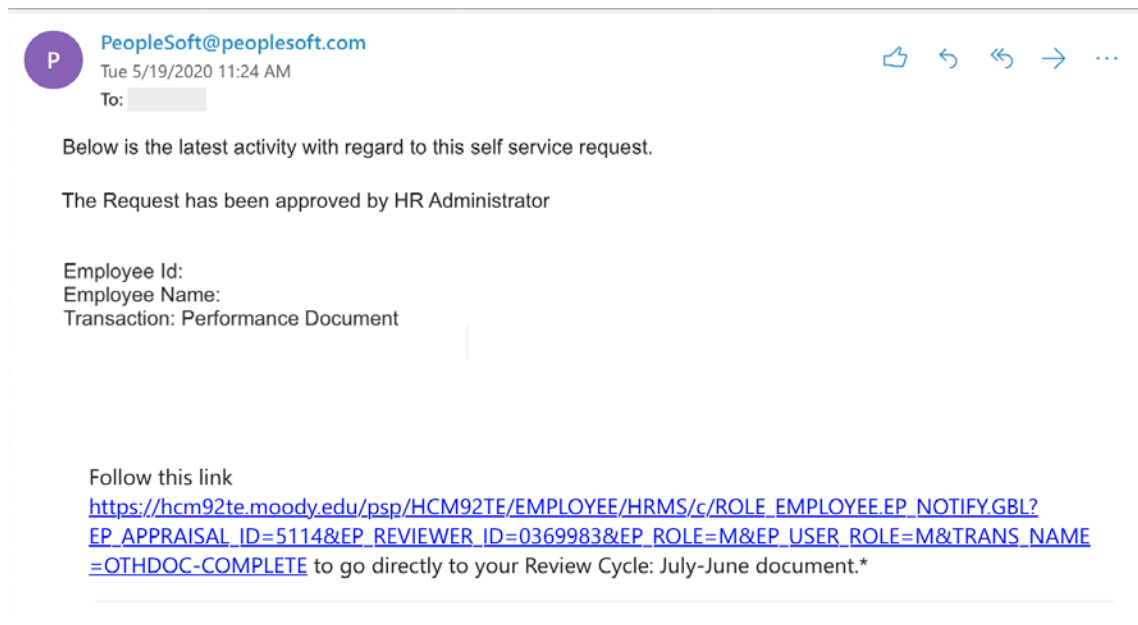 P
PeopleSoft@peoplesoft.com
Tue 5/19/2020 11:24 AM
To:
Below is the latest activity with regard to this self service request.
The Request has been approved by HR Administrator
Employee Id:
Employee Name:
Transaction: Performance Document
Follow this link
https://hcm92te.moody.edu/psp/HCM92TE/EMPLOYEE/HRMS/c/ROLE_EMPLOYEE.EP_NOTIFY.GBL?
EP_APPRAISAL_ID=5114&EP_REVIEWER_ID=0369983&EP_ROLE=M&EP_USER_ROLE=M&TRANS_NAME
=OTHDOC-COMPLETE to go directly to your Review Cycle: July-June document.*